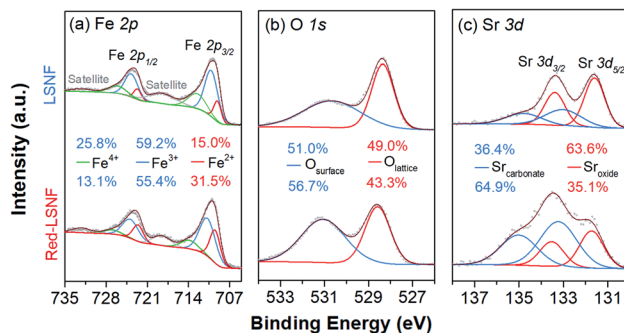 (a) Fe 2p
Fe 2p1/2
Fe 2p3/2
Satellite
Satellite
25.8% 59.2% 15.0%
Fe4+ Fe3+ Fe2+
13.1% 55.4% 31.5%
735 728 721 714 707
(b) O 1s
51.0% 49.0%
Osurface Olattice
56.7% 43.3%
533 531 529 527
(c) Sr 3d
Sr 3d3/2 Sr 3d5/2
36.4% 63.6%
Srcarbonate Sroxide
64.9% 35.1%
137 135 133 131
Intensity (a.u.)
LSNF
Red-LSNF
Binding Energy (eV)